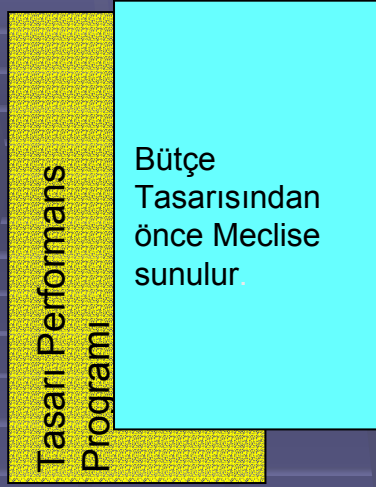 Tasarı Performans
Programı
Bütçe
Tasarısından
önce Meclise
sunulur.